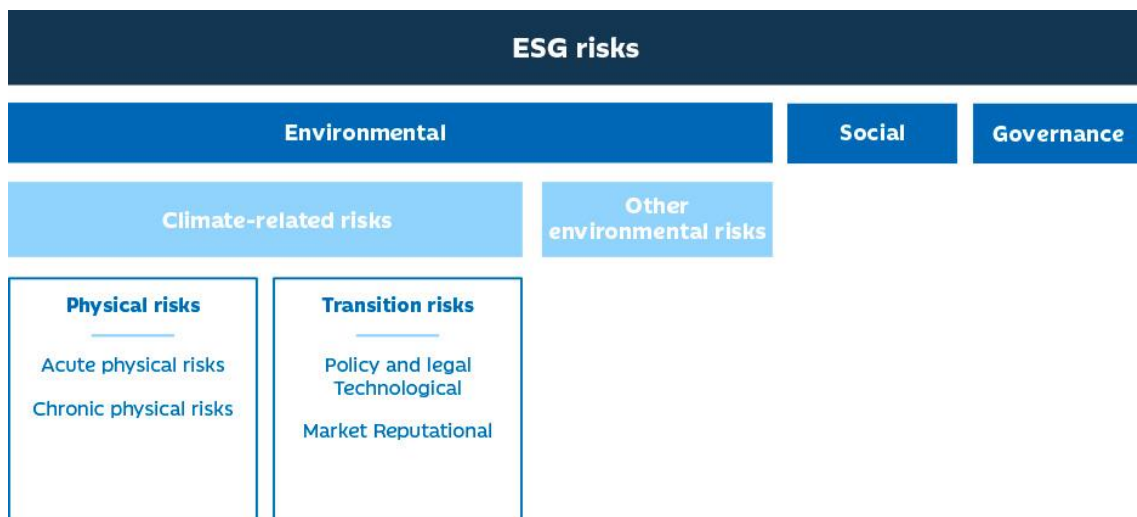 ESG risks
Environmental
Social
Governance
Climate-related risks
Other
environmental risks
Physical risks
Acute physical risks
Chronic physical risks
Transition risks
Policy and legal
Technological
Market Reputational